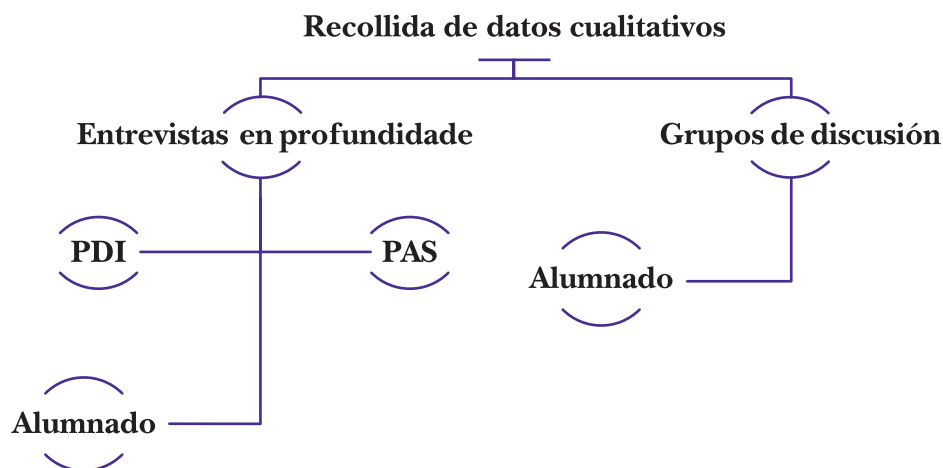 Recollida de datos cualitativos
Entrevistas en profundidade
Grupos de discusión
PDI
PAS
Alumnado
Alumnado